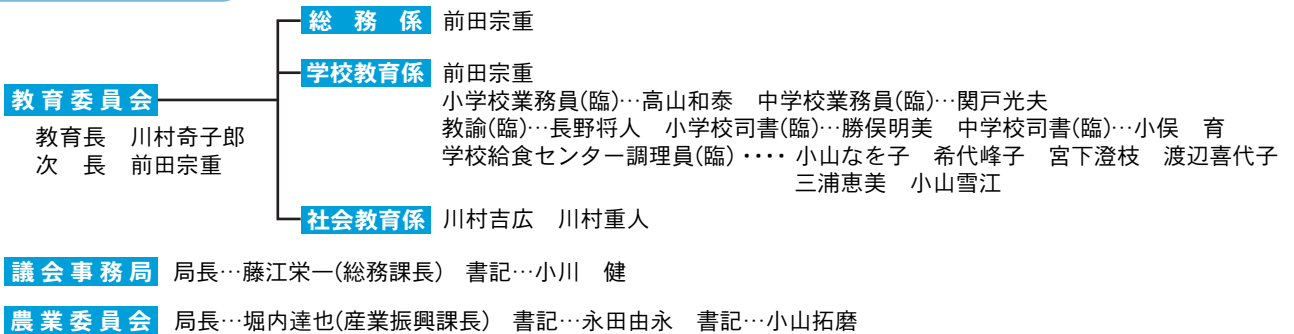 総務係 前田宗重
学校教育係 前田宗重
小学校業務員(臨)…高山和泰 中学校業務員(臨)…関戸光夫
教育委員会
教諭(臨)…長野将人 小学校司書(臨)…勝俣明美 中学校司書(臨)…小俣 育
教育長 川村奇子郎
学校給食センター調理員(臨)‥‥小山なを子 希代峰子 宮下澄枝 渡辺喜代子
次 長 前田宗重
三浦恵美 小山雪江
社会教育係 川村吉広 川村重人
議会事務局 局長…藤江栄一(総務課長) 書記…小川 健
農業委員会 局長…堀内達也(産業振興課長) 書記…永田由永 書記…小山拓磨